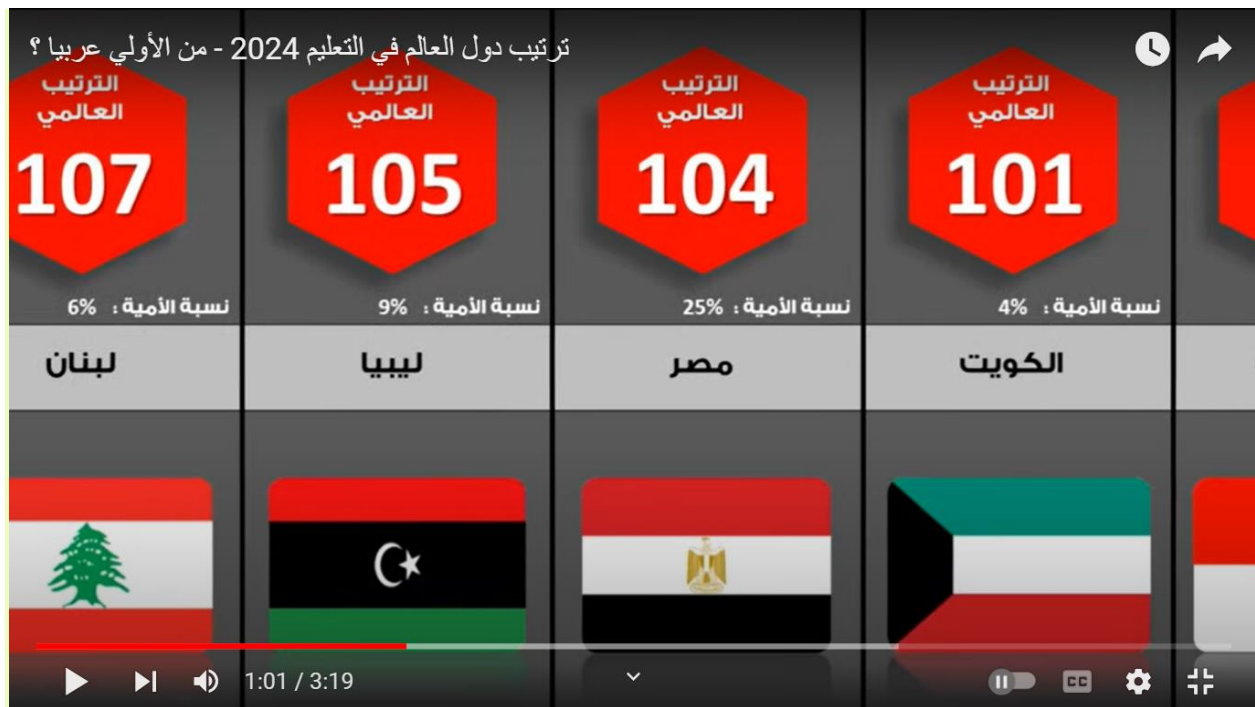 ترتيب دول العالم في التعليم 2024 - من الأولي عربيا ؟
الترتيب
العالمي
101
نسبة الأمية : 4%
الكويت
الترتيب
العالمي
104
نسبة الأمية : 25%
مصر
الترتيب
العالمي
105
نسبة الأمية : 9%
ليبيا
الترتيب
العالمي
107
نسبة الأمية : 6%
لبنان
1:01 / 3:19
CC